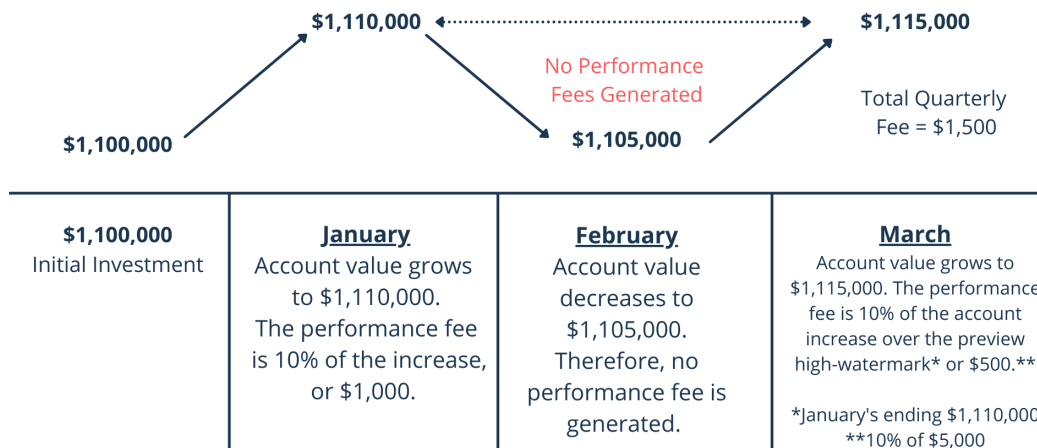 $1,110,000
$1,115,000
No Performance
Fees Generated
Total Quarterly
Fee = $1,500
$1,100,000
$1,105,000
$1,100,000
Initial Investment
January
Account value grows
to $1,110,000.
The performance fee
is 10% of the increase,
or $1,000.
February
Account value
decreases to
$1,105,000.
Therefore, no
performance fee is
generated.
March
Account value grows to
$1,115,000. The performance
fee is 10% of the account
increase over the preview
high-watermark* or $500.**
*January's ending $1,110,000
**10% of $5,000